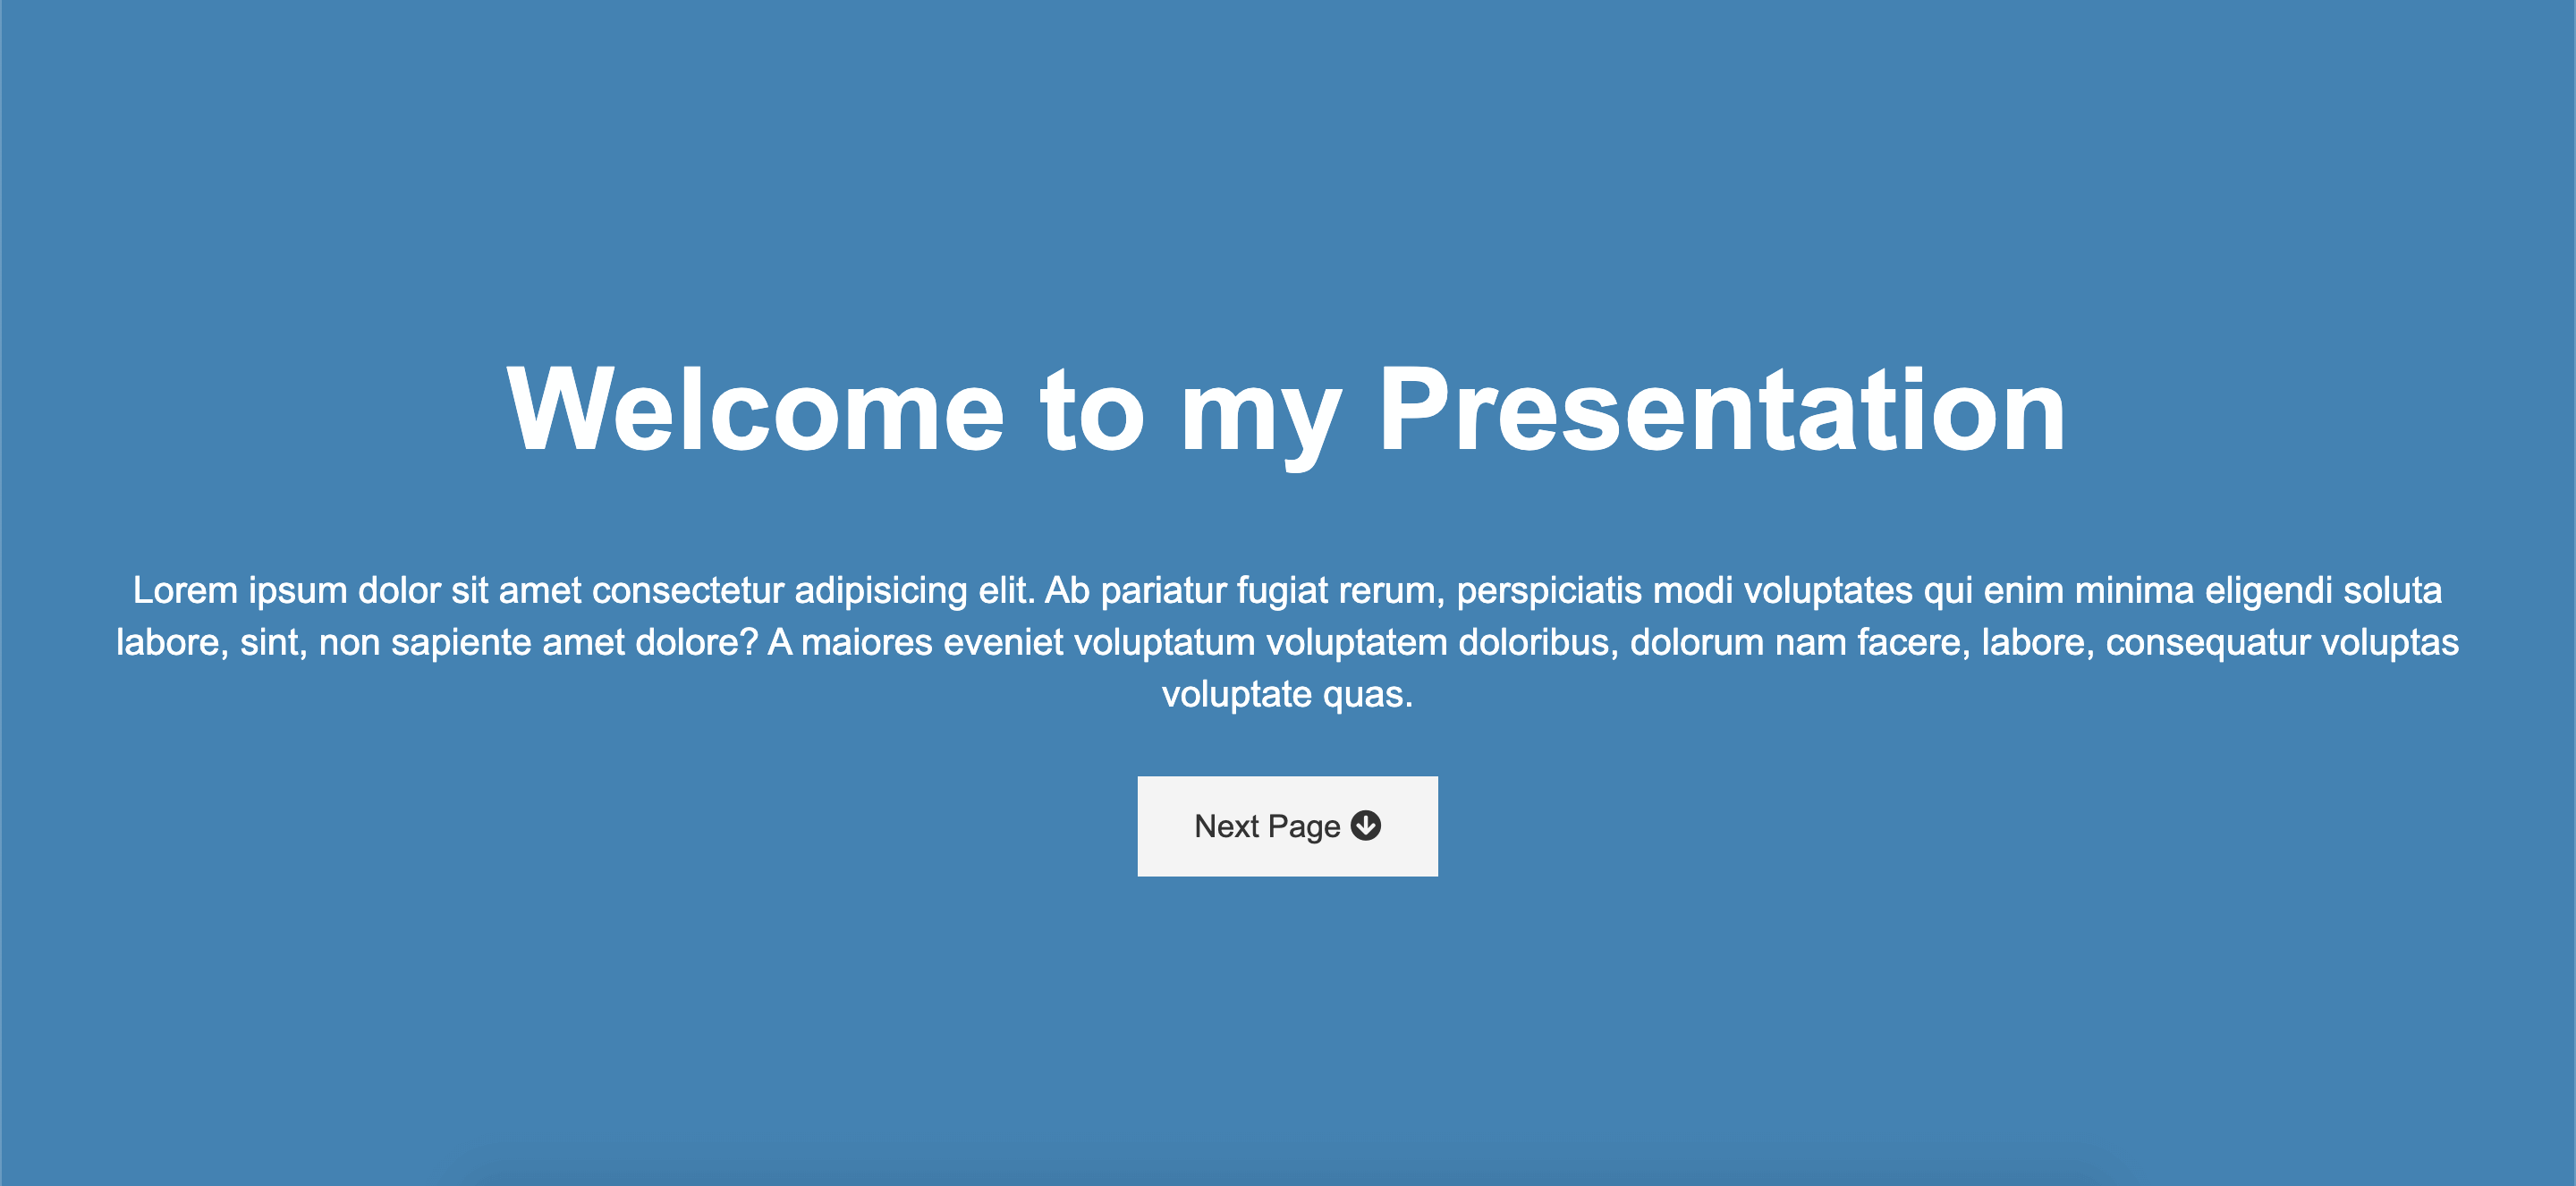 Welcome to my Presentation
Lorem ipsum dolor sit amet consectetur adipisicing elit. Ab pariatur fugiat rerum, perspiciatis modi voluptates qui enim minima eligendi soluta
labore, sint, non sapiente amet dolore? A maiores eveniet voluptatum voluptatem doloribus, dolorum nam facere, labore, consequatur voluptas
voluptate quas.
Next Page